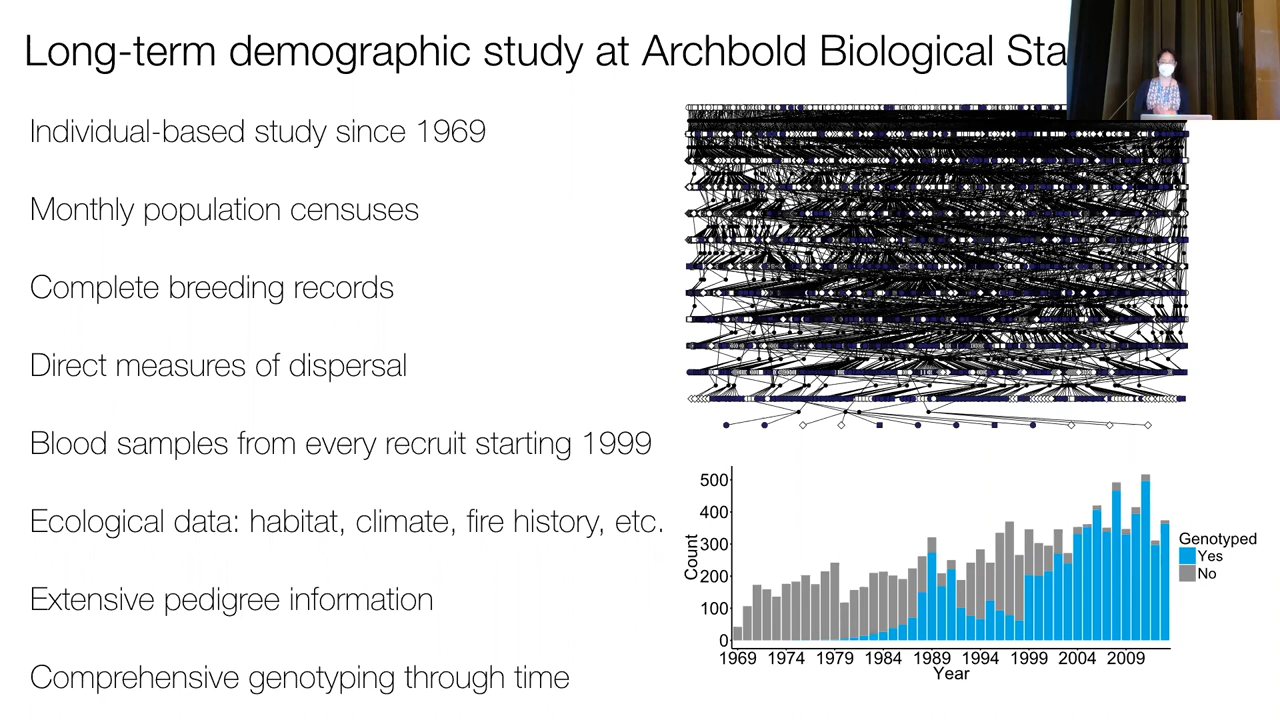 Long-term demographic study at Archbold Biological Sta
Individual-based study since 1969
Monthly population censuses
Complete breeding records
Direct measures of dispersal
Blood samples from every recruit starting 1999
Ecological data: habitat, climate, fire history, etc.
Extensive pedigree information
Comprehensive genotyping through time
500
400
300
200
100
0
Count
1969 1974 1979 1984 1989 1994 1999 2004 2009
Year
Genotyped
Yes
No